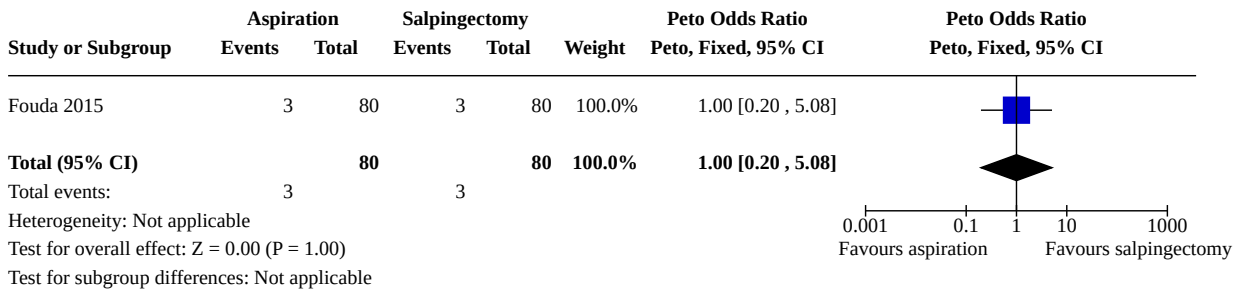 Aspiration Salpingectomy Peto Odds Ratio Peto Odds Ratio
Study or Subgroup Events Total Events Total Weight Peto, Fixed, 95% CI Peto, Fixed, 95% CI
Fouda 2015 3 80 3 80 100.0% 1.00 [0.20 , 5.08]
Total (95% CI) 80 80 100.0% 1.00 [0.20 , 5.08]
Total events: 3 3
Heterogeneity: Not applicable
0.001 0.1 1 10 1000
Test for overall effect: Z = 0.00 (P = 1.00) Favours aspiration Favours salpingectomy
Test for subgroup differences: Not applicable